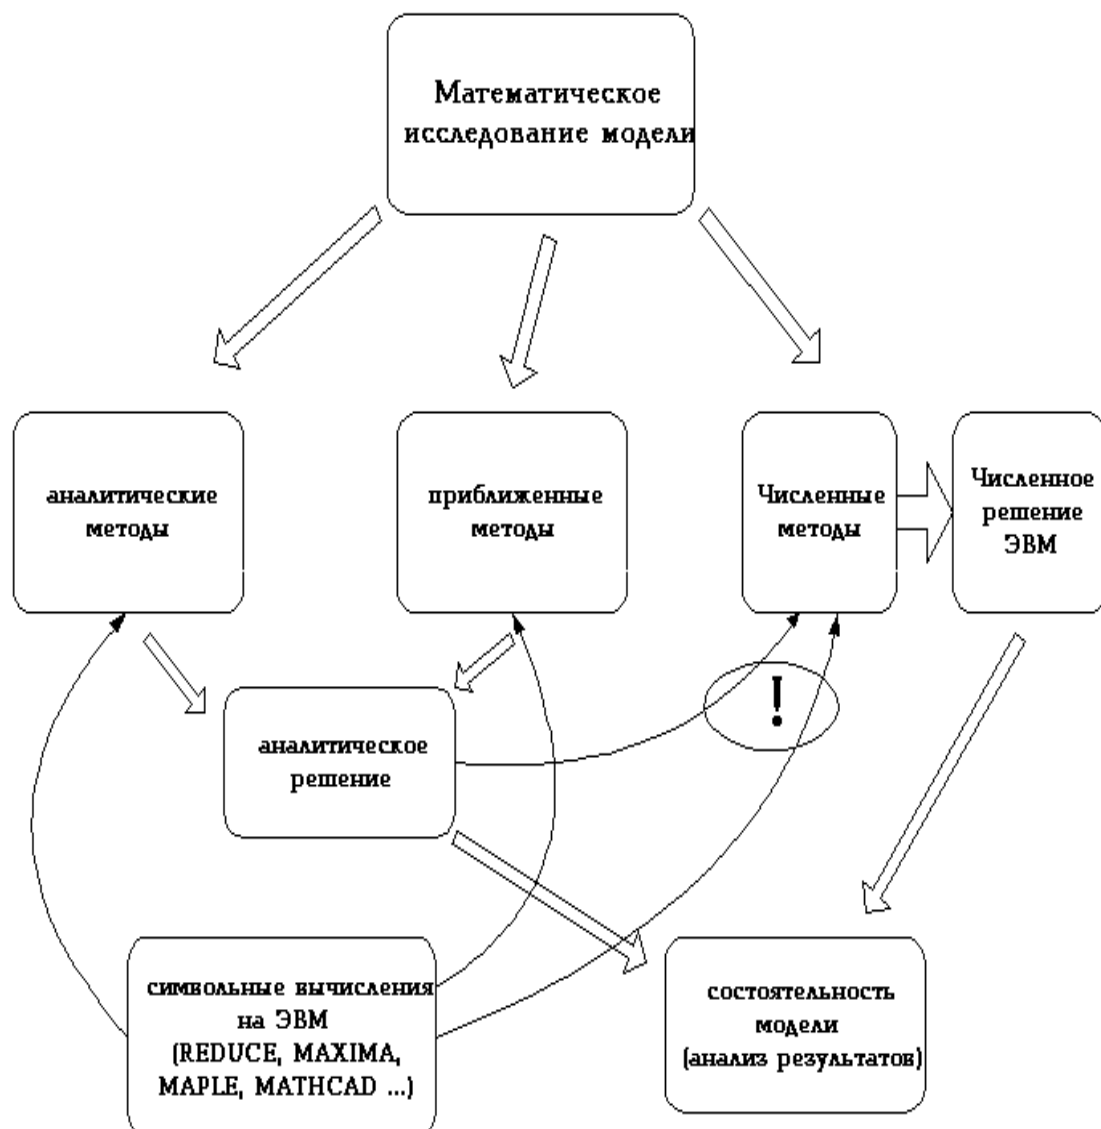 Математическое
исследование модели
аналитические
методы
приближенные
методы
Численные
методы
Численное
решение
ЭВМ
!
аналитическое
решение
символьные вычисления
на ЭВМ
(REDUCE, MAXIMA,
MAPLE, MATHCAD ...)
состоятельность
модели
(анализ результатов)